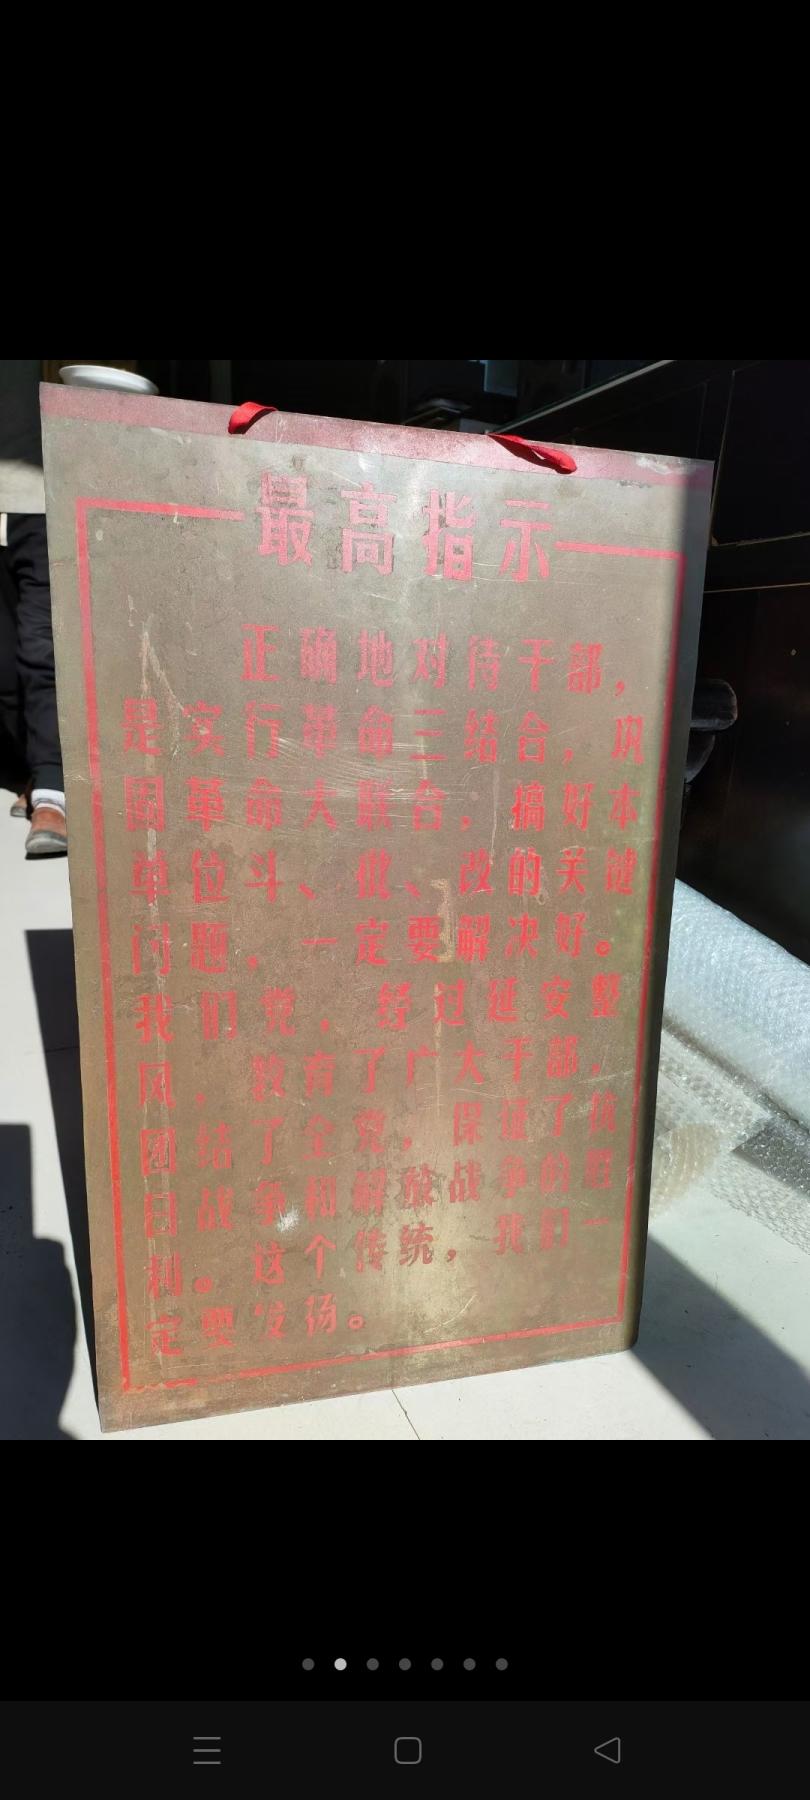 最高指示
正确地对待干部，
是实行革命三结合，巩
固革命大联合，搞好本
单位斗、批、改的关键
问题，一定要解决好。
我们党，经过延安整
风，教育了广大干部，
团结了全党，保证了抗
日战争和解放战争的胜
利。这个传统，我们一
定要发扬。